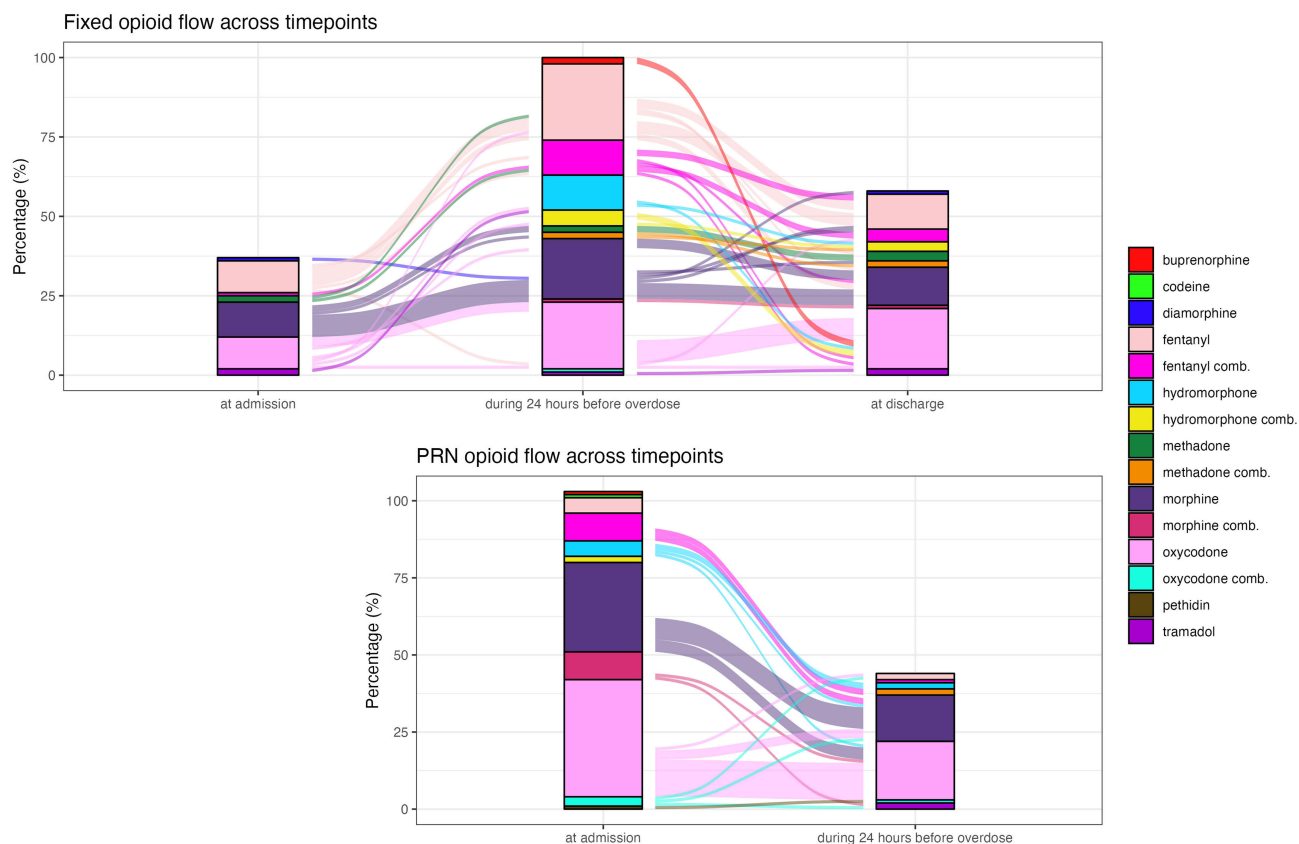 Fixed opioid flow across timepoints
Percentage (%)
100
75
50
25
0
at admission
during 24 hours before overdose
at discharge
PRN opioid flow across timepoints
Percentage (%)
100
75
50
25
0
at admission
during 24 hours before overdose
buprenorphine
codeine
diamorphine
fentanyl
fentanyl comb.
hydromorphone
hydromorphone comb.
methadone
methadone comb.
morphine
morphine comb.
oxycodone
oxycodone comb.
pethidin
tramadol